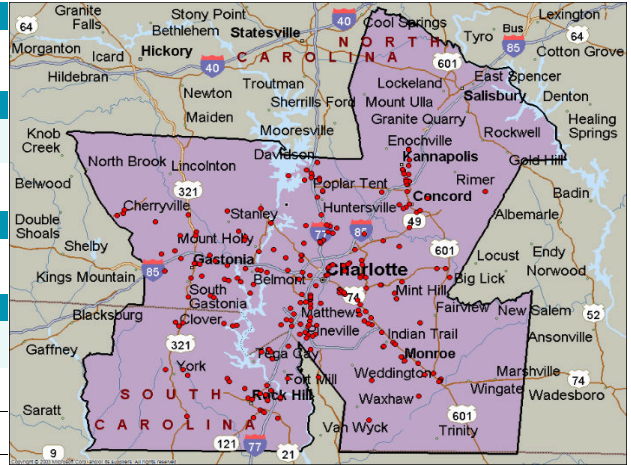 Granite
Falls
Stony Point
40
Cool Springs
Lexington
64
Bethlehem
Statesville
NORTH
Tyro
Bus
85
64
Morganton
Icard
Hickory
CAROLINA
601
Cotton Grove
40
Hildebran
Troutman
Lockeland
East Spencer
Newton
Sherrills Ford
Mount Ulla
Salisbury
Denton
Maiden
Granite Quarry
Healing
Springs
Mooresville
Rockwell
Knob
Creek
Enochville
Davidson
Kannapolis
Gold Hill
North Brook
Lincolnton
Belwood
321
Poplar Tent
Rimer
Concord
Badin
Cherryville
Stanley
Huntersville
49
Albemarle
Double
Shoals
77
85
Shelby
Mount Holly
601
Locust
Endy
Gastonia
Charlotte
Norwood
Kings Mountain
85
Belmont
Big Lick
South
Gastonia
74
Mint Hill
Fairview
New Salem
Blacksburg
Clover
Matthews
52
Pineville
Indian Trail
Ansonville
Gaffney
321
Tega Cay
Monroe
York
Weddington
Marshville
Fort Mill
74
Wingate
SOUTH
Rock Hill
Waxhaw
Wadesboro
Saratt
601
CAROLINA
Van Wyck
Trinity
9
121
77
21